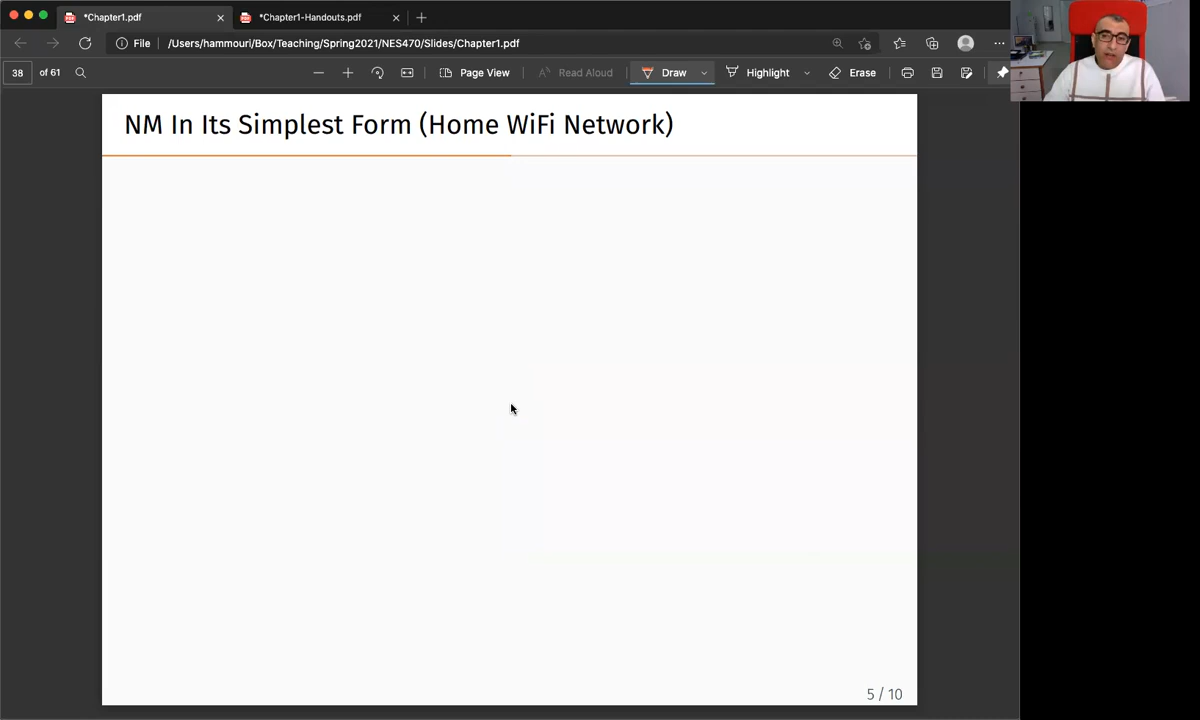 *Chapter1.pdf
*Chapter1-Handouts.pdf
File
/Users/hammouri/Box/Teaching/Spring2021/NES470/Slides/Chapter1.pdf
38
of 61
Page View
Read Aloud
Draw
Highlight
Erase
NM In Its Simplest Form (Home WiFi Network)
5 / 10